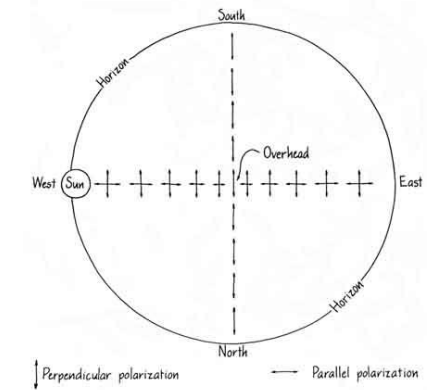 South
Horizon
Overhead
West
Sun
East
Horizon
North
Perpendicular polarization
Parallel polarization